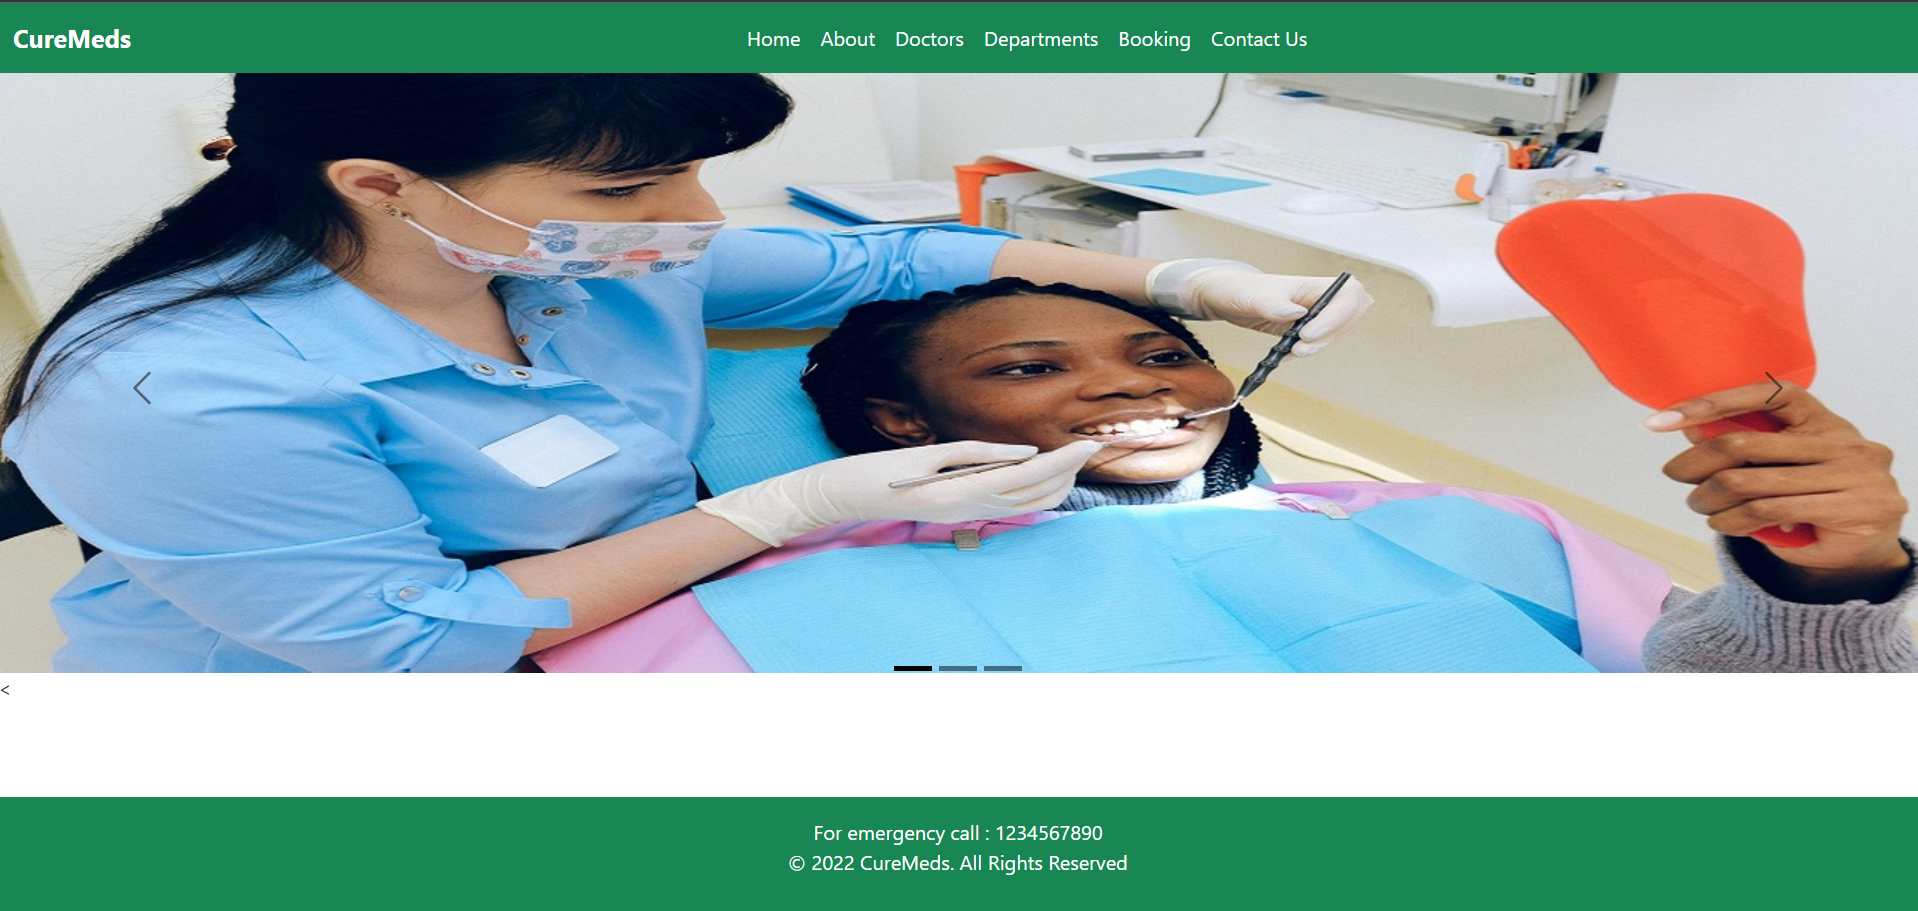 CureMeds
Home About Doctors Departments Booking Contact Us
<
For emergency call : 1234567890
© 2022 CureMeds. All Rights Reserved